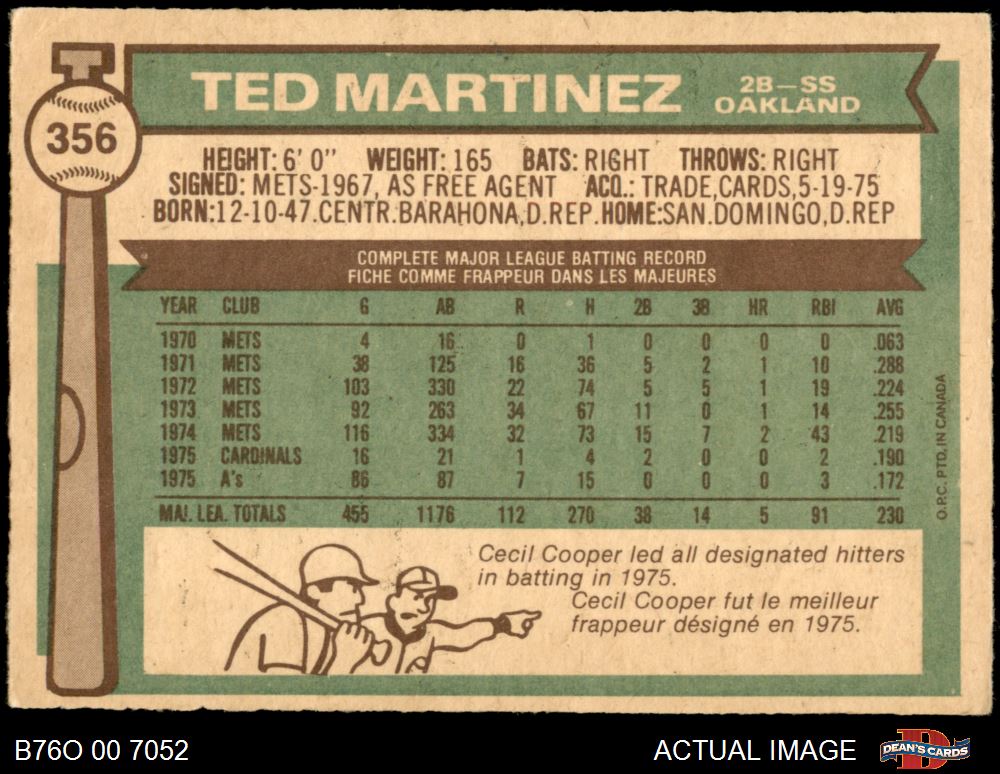 356
TED MARTINEZ
2B—SS
OAKLAND
HEIGHT: 6' 0" WEIGHT: 165 BATS: RIGHT THROWS: RIGHT
SIGNED: METS-1967, AS FREE AGENT ACQ.: TRADE,CARDS,5-19-75
BORN:12-10-47.CENTR.BARAHONA,D.REP.HOME:SAN.DOMINGO,D.REP
COMPLETE MAJOR LEAGUE BATTING RECORD
FICHE COMME FRAPPEUR DANS LES MAJEURES
YEAR CLUB G AB R H 2B 3B HR RBI AVG
1970 METS 4 16 0 1 0 0 0 0 .063
1971 METS 38 125 16 36 5 2 1 10 .288
1972 METS 103 330 22 74 5 5 1 19 .224
1973 METS 92 263 34 67 11 0 1 14 .255
1974 METS 116 334 32 73 15 7 2 43 .219
1975 CARDINALS 16 21 1 4 2 0 0 2 .190
1975 A's 86 87 7 15 0 0 0 3 .172
MAJ. LEA. TOTALS 455 1176 112 270 38 14 5 91 230
O.P.C. PTD. IN CANADA
Cecil Cooper led all designated hitters
in batting in 1975.
Cecil Cooper fut le meilleur
frappeur désigné en 1975.
B76O 00 7052
ACTUAL IMAGE
DEAN'S CARDS